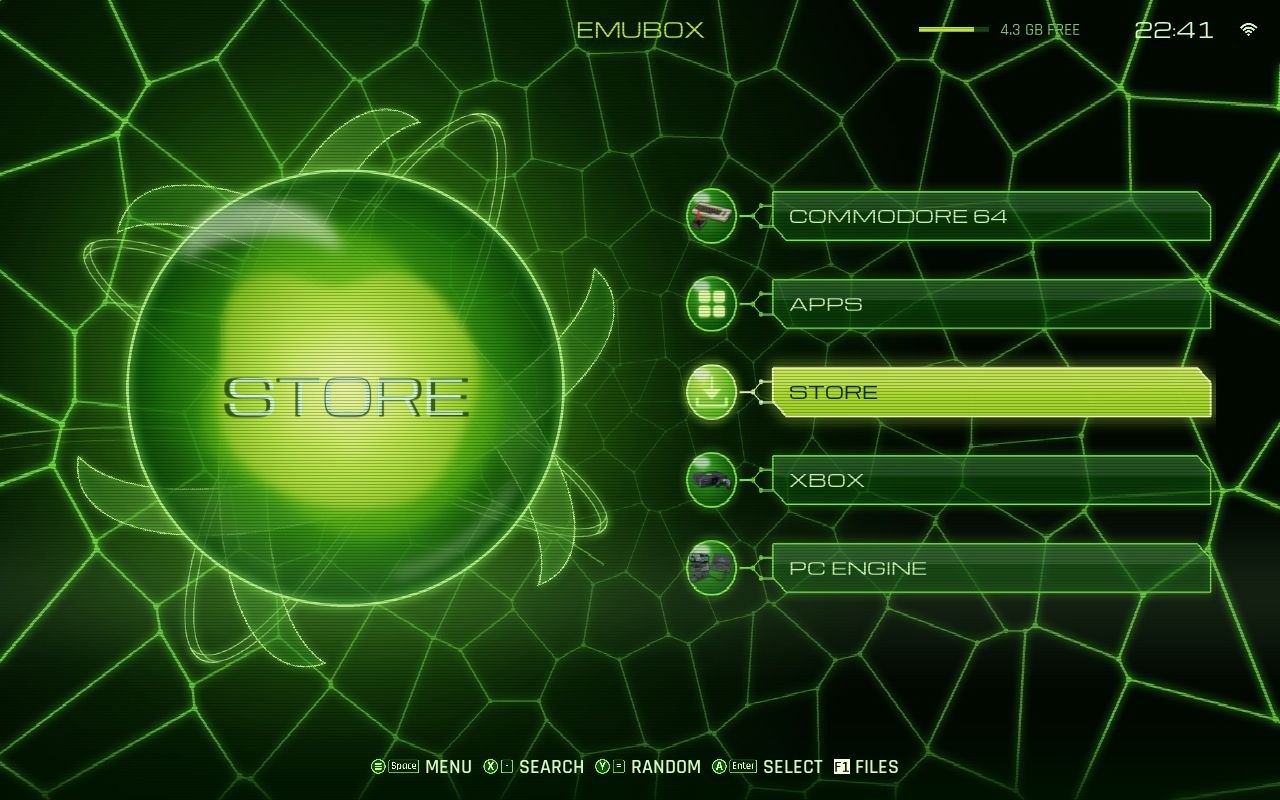 EMUBOX
4.3 GB FREE
22:41
STORE
COMMODORE 64
APPS
STORE
XBOX
PC ENGINE
Space MENU X - SEARCH Y = RANDOM A Enter SELECT F1 FILES